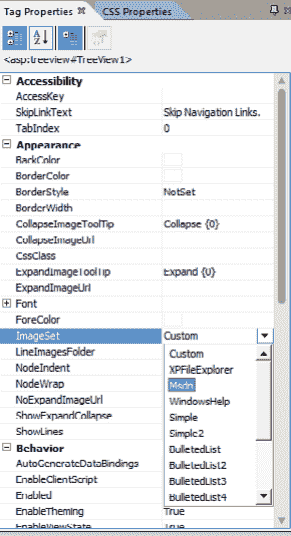 Tag Properties CSS Properties
<asp:treeview#TreeView1>
Accessibility
AccessKey
SkipLinkText Skip Navigation Links.
TabIndex 0
Appearance
BackColor
BorderColor
BorderStyle NotSet
BorderWidth
CollapseImageToolTip Collapse {0}
CollapseImageUrl
CssClass
ExpandImageToolTip Expand {0}
ExpandImageUrl
Font
ForeColor
ImageSet Custom
LineImagesFolder Custom
NodeIndent XPFileExplorer
NodeWrap Msdn
NoExpandImageUrl WindowsHelp
ShowExpandCollapse Simple
ShowLines Simple2
Behavior BulletedList
AutoGenerateDataBindings BulletedList2
EnableClientScript BulletedList3
Enabled BulletedList4
EnableTheming True
EnableViewState True